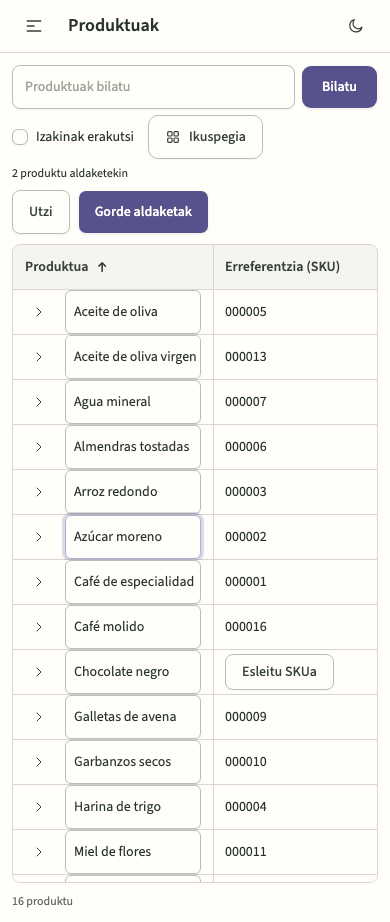 Produktuak
Produktuak bilatu
Bilatu
Izakinak erakutsi
Ikuspegia
2 produktu aldaketekin
Utzi
Gorde aldaketak
Produktua ↑ Erreferentzia (SKU)
Aceite de oliva 000005
Aceite de oliva virgen 000013
Agua mineral 000007
Almendras tostadas 000006
Arroz redondo 000003
Azúcar moreno 000002
Café de especialidad 000001
Café molido 000016
Chocolate negro Esleitu SKUa
Galletas de avena 000009
Garbanzos secos 000010
Harina de trigo 000004
Miel de flores 000011
16 produktu